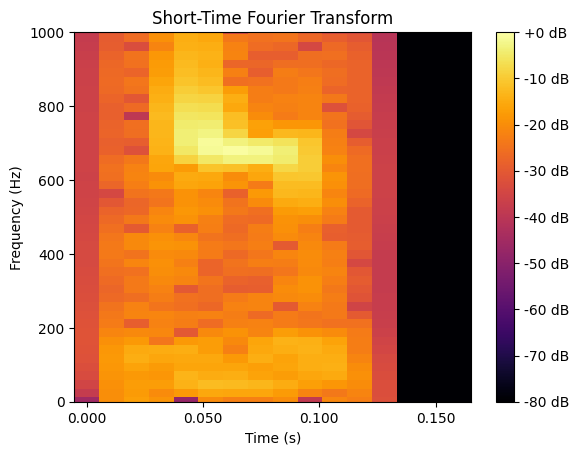 Short-Time Fourier Transform
1000
800
600
400
200
0
Frequency (Hz)
0.000
0.050
0.100
0.150
Time (s)
+0 dB
-10 dB
-20 dB
-30 dB
-40 dB
-50 dB
-60 dB
-70 dB
-80 dB